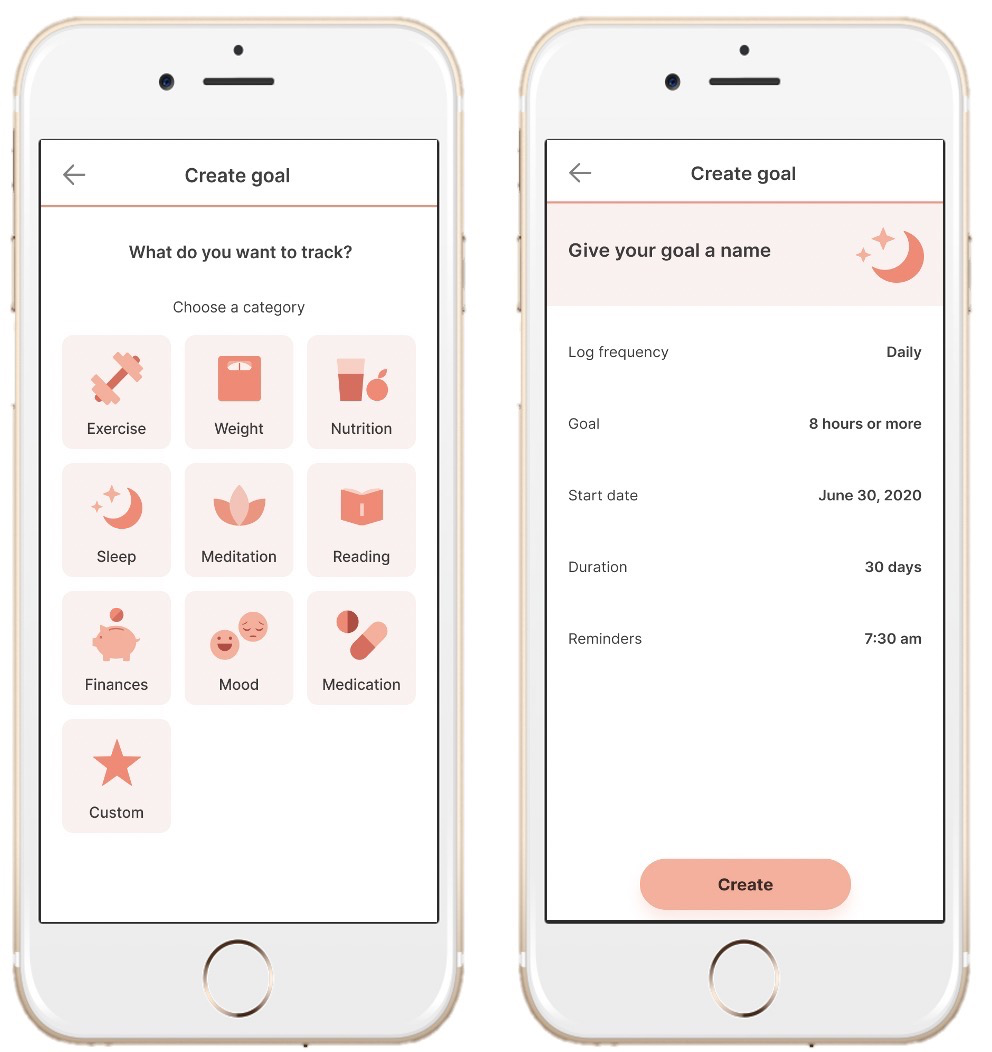 Create goal
What do you want to track?
Choose a category
Exercise
Weight
Nutrition
Sleep
Meditation
Reading
Finances
Mood
Medication
Custom
Create goal
Give your goal a name
Log frequency
Daily
Goal
8 hours or more
Start date
June 30, 2020
Duration
30 days
Reminders
7:30 am
Create